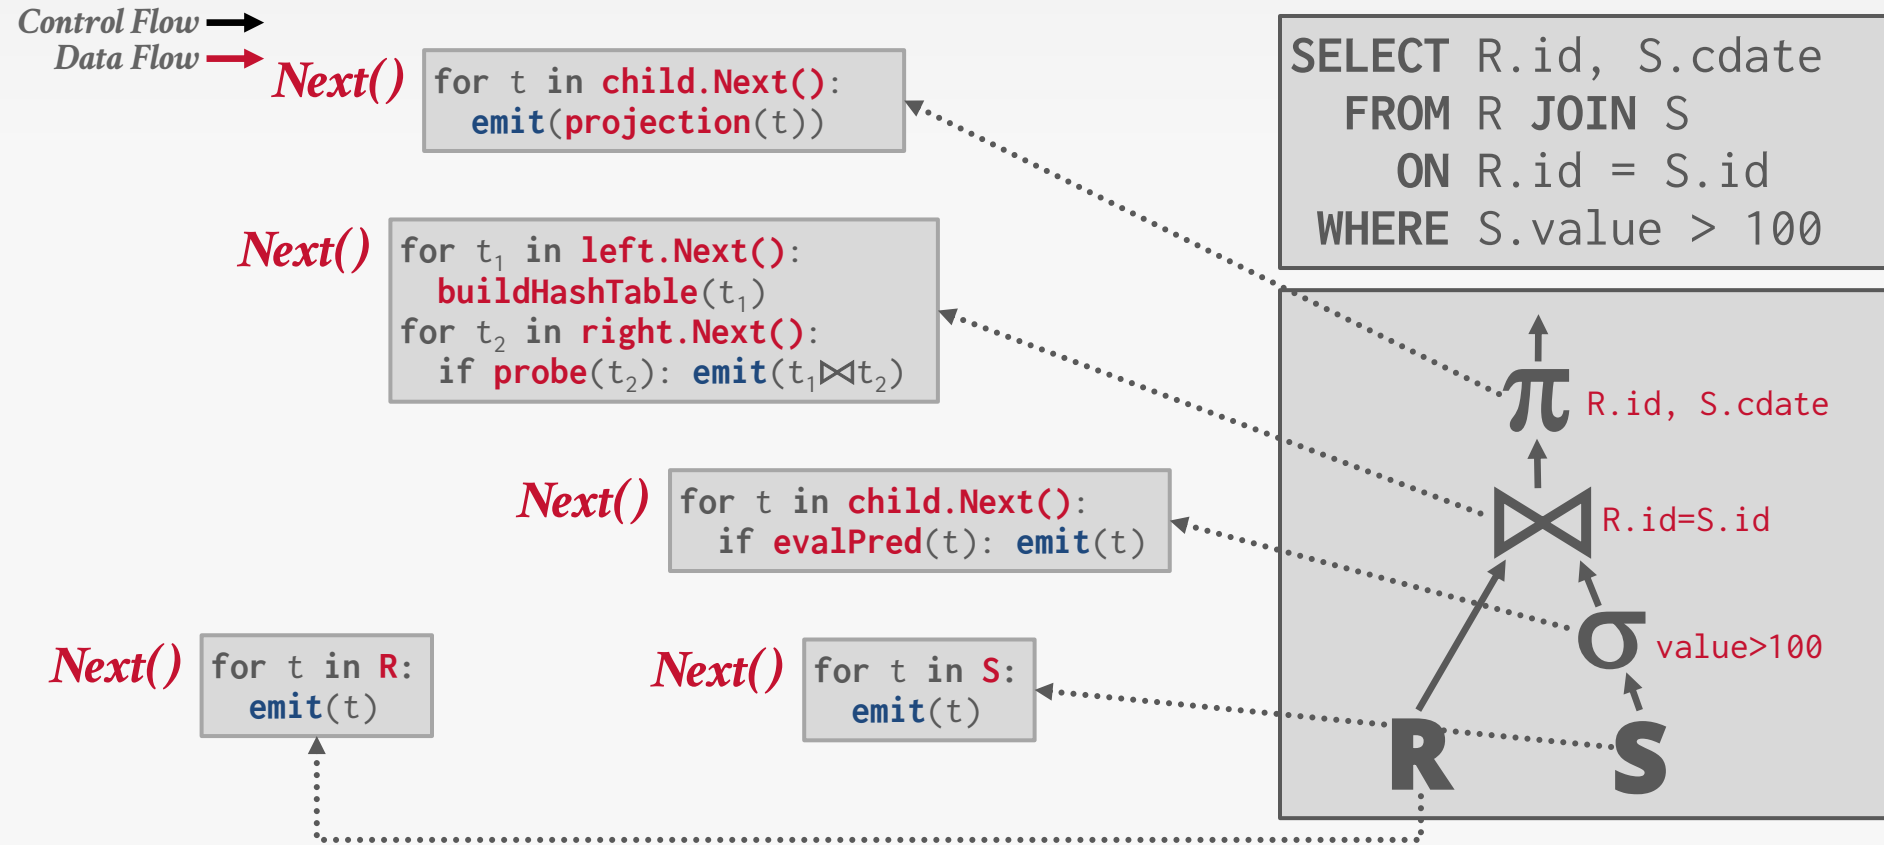 Control Flow
Data Flow
Next()
for t in child.Next():
emit(projection(t))
Next()
for t₁ in left.Next():
buildHashTable(t₁)
for t₂ in right.Next():
if probe(t₂): emit(t₁⋈t₂)
Next()
for t in child.Next():
if evalPred(t): emit(t)
Next()
for t in R:
emit(t)
Next()
for t in S:
emit(t)
SELECT R.id, S.cdate
FROM R JOIN S
ON R.id = S.id
WHERE S.value > 100
π R.id, S.cdate
⋈ R.id=S.id
σ value>100
R S